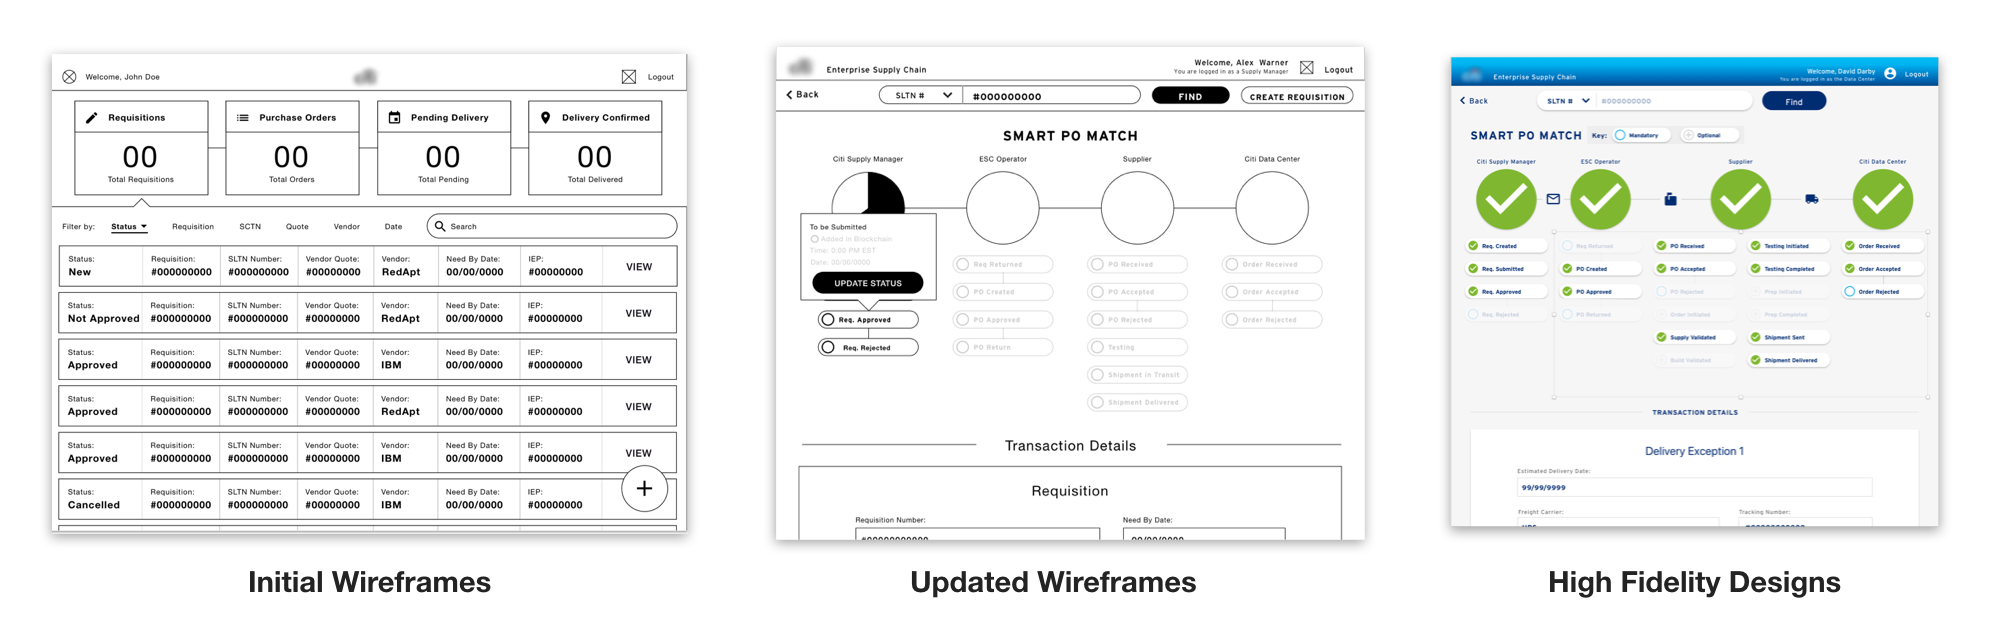 Welcome, John Doe
Logout
Requisitions
00
Total Requisitions
Purchase Orders
00
Total Orders
Pending Delivery
00
Total Pending
Delivery Confirmed
00
Total Delivered
Filter by: Status Requisition SCTN Quote Vendor Date Search
Status: Requisition: SLTN Number: Vendor Quote: Vendor: Need By Date: IEP:
New #000000000 #00000000 #00000000 RedApt 00/00/0000 #00000000 VIEW
Status: Requisition: SLTN Number: Vendor Quote: Vendor: Need By Date: IEP:
Not Approved #000000000 #00000000 #00000000 RedApt 00/00/0000 #00000000 VIEW
Status: Requisition: SLTN Number: Vendor Quote: Vendor: Need By Date: IEP:
Approved #000000000 #00000000 #00000000 IBM 00/00/0000 #00000000 VIEW
Status: Requisition: SLTN Number: Vendor Quote: Vendor: Need By Date: IEP:
Approved #000000000 #00000000 #00000000 RedApt 00/00/0000 #00000000 VIEW
Status: Requisition: SLTN Number: Vendor Quote: Vendor: Need By Date: IEP:
Approved #000000000 #00000000 #00000000 IBM 00/00/0000 #00000000 VIEW
Status: Requisition: SLTN Number: Vendor Quote: Vendor: Need By Date: IEP:
Cancelled #000000000 #00000000 #00000000 IBM 00/00/0000 #00000000
Initial Wireframes
Enterprise Supply Chain
Welcome, Alex Warner
You are logged in as a Supply Manager
Logout
Back
SLTN #
#000000000
FIND
CREATE REQUISITION
SMART PO MATCH
Citi Supply Manager
ESC Operator
Supplier
Citi Data Center
To be Submitted
Added in Brockchain
Time: 0:00 PM EST
Date: 00/00/0000
UPDATE STATUS
Req. Approved
Req. Rejected
Req Returned
PO Created
PO Approved
PO Return
PO Received
PO Accepted
PO Rejected
Testing
Shipment in Transit
Shipment Delivered
Order Received
Order Accepted
Order Rejected
Transaction Details
Requisition
Requisition Number:
Need By Date:
Updated Wireframes
Enterprise Supply Chain
Welcome, David Darby
You are logged in as the Data Center
Logout
Back
SLTN #
#000000000
Find
SMART PO MATCH
Key:
Mandatory
Optional
Citi Supply Manager
ESC Operator
Supplier
Citi Data Center
Req. Created
Req. Submitted
Req. Approved
Req. Rejected
Req Returned
PO Created
PO Approved
PO Returned
PO Received
PO Accepted
PO Rejected
Order Initiated
Supply Validated
Build Validated
Testing Initiated
Testing Completed
Prep Initiated
Prep Completed
Shipment Sent
Shipment Delivered
Order Received
Order Accepted
Order Rejected
TRANSACTION DETAILS
Delivery Exception 1
Estimated Delivery Date:
99/99/9999
Freight Carrier:
Tracking Number:
High Fidelity Designs